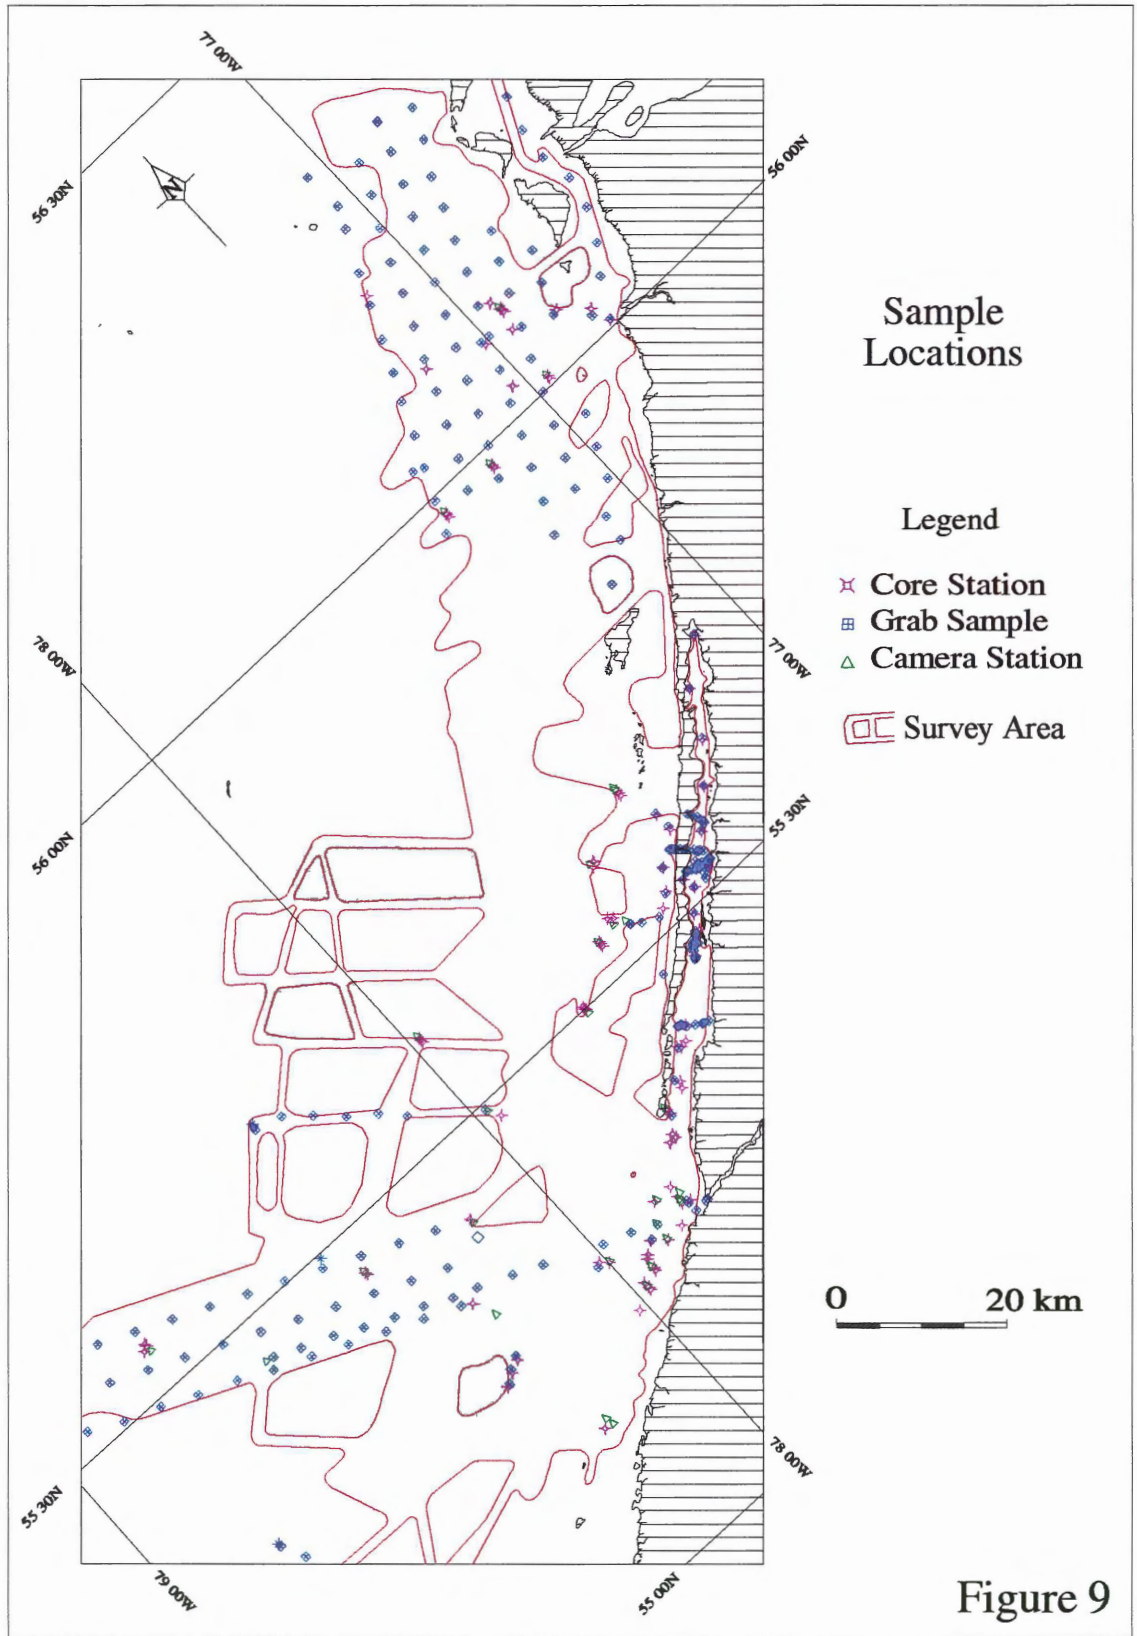 77 00W
56 30N
56 00N
N
Sample
Locations
Legend
Core Station
Grab Sample
Camera Station
Survey Area
78 00W
77 00W
55 30N
56 00N
0 20 km
78 00W
55 30N
79 00W
55 00N
Figure 9